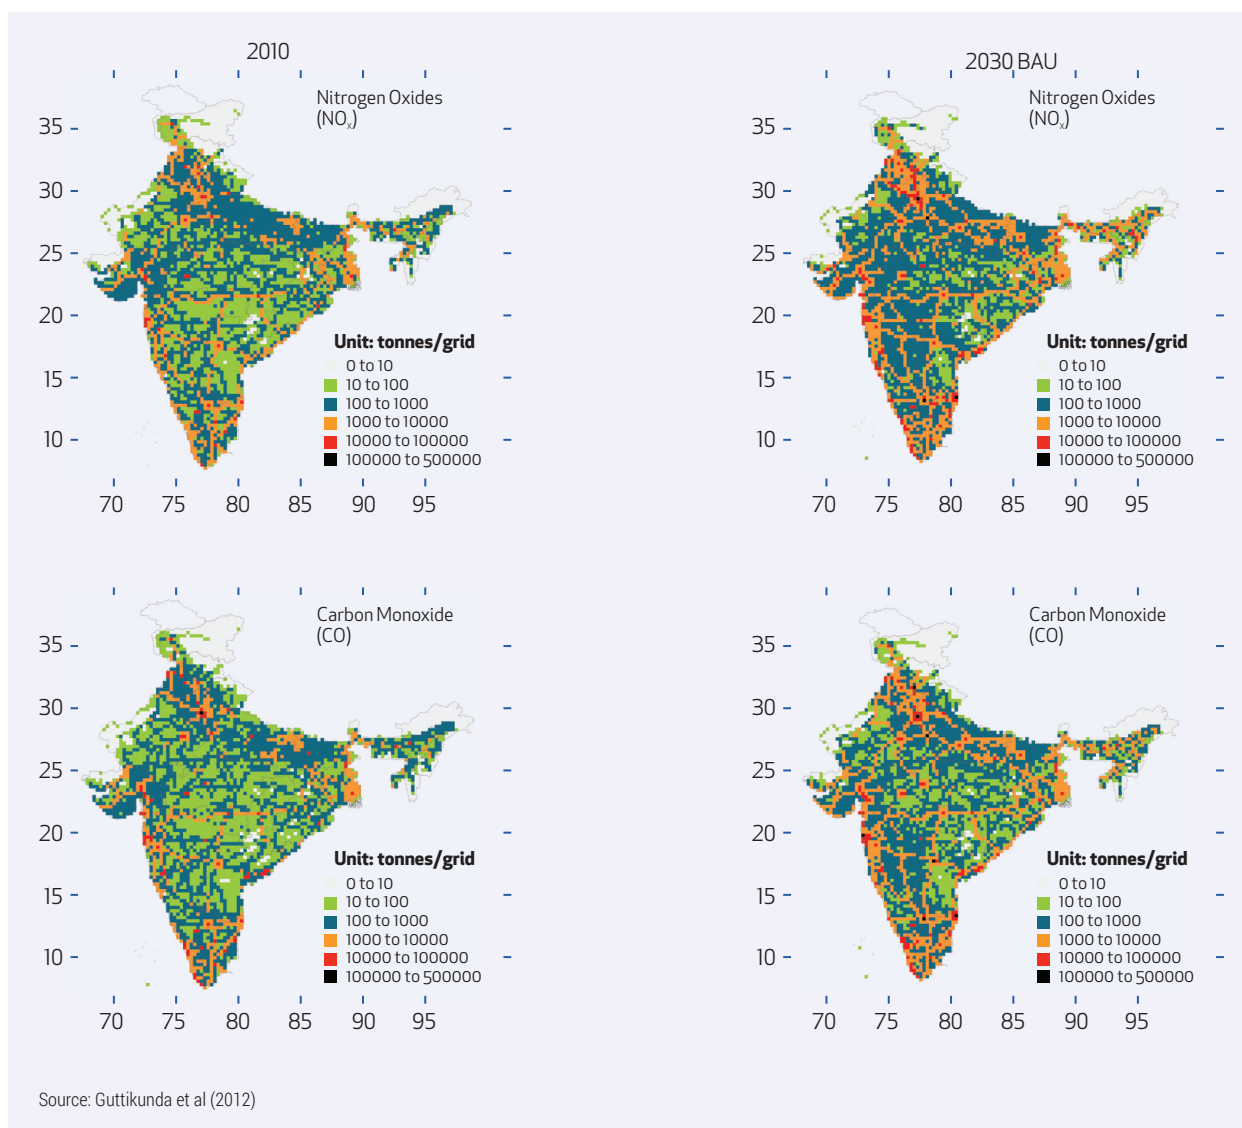 2010
Nitrogen Oxides
(NOx)
35
30
25
20
15
10
Unit: tonnes/grid
0 to 10
10 to 100
100 to 1000
1000 to 10000
10000 to 100000
100000 to 500000
70 75 80 85 90 95
2030 BAU
Nitrogen Oxides
(NOx)
35
30
25
20
15
10
Unit: tonnes/grid
0 to 10
10 to 100
100 to 1000
1000 to 10000
10000 to 100000
100000 to 500000
70 75 80 85 90 95
Carbon Monoxide
(CO)
35
30
25
20
15
10
Unit: tonnes/grid
0 to 10
10 to 100
100 to 1000
1000 to 10000
10000 to 100000
100000 to 500000
70 75 80 85 90 95
Carbon Monoxide
(CO)
35
30
25
20
15
10
Unit: tonnes/grid
0 to 10
10 to 100
100 to 1000
1000 to 10000
10000 to 100000
100000 to 500000
70 75 80 85 90 95
Source: Guttikunda et al (2012)